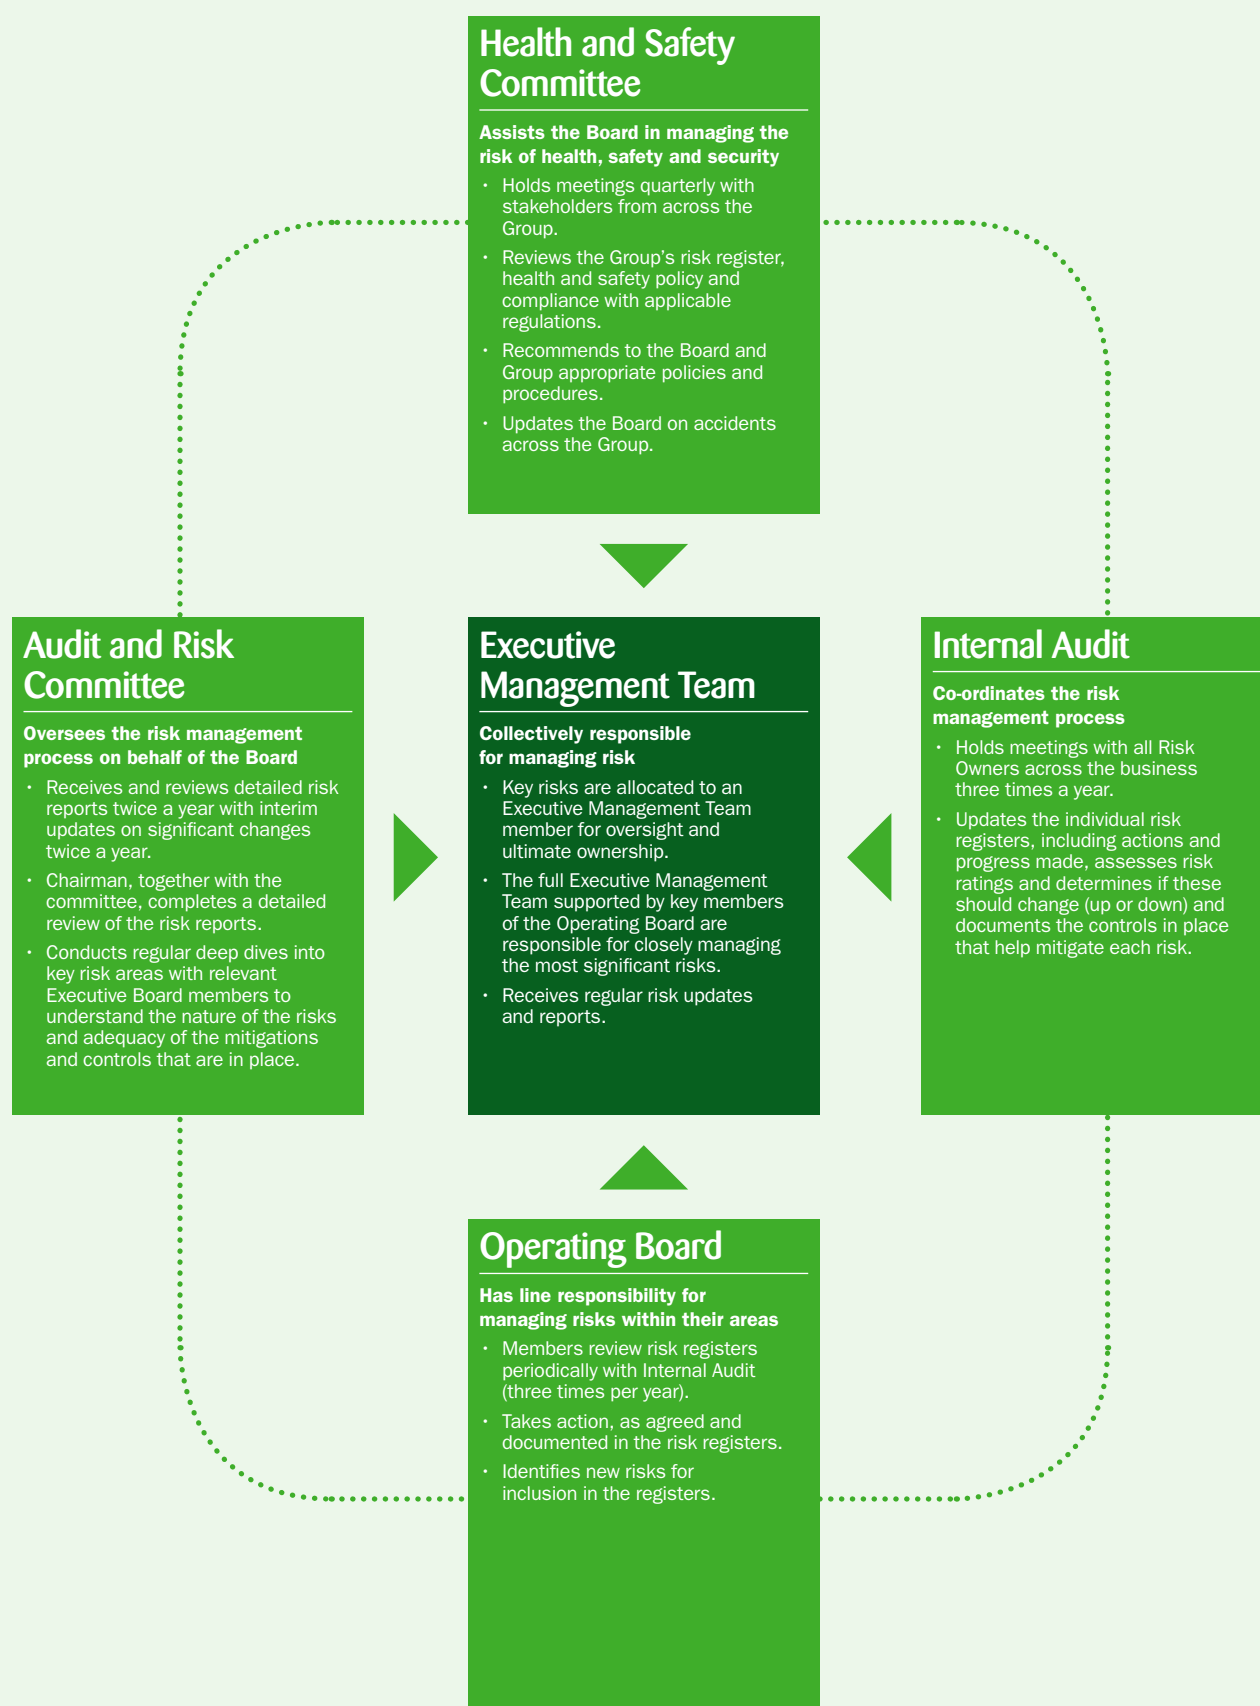 Health and Safety
Committee
Assists the Board in managing the
risk of health, safety and security
• Holds meetings quarterly with
stakeholders from across the
Group.
• Reviews the Group's risk register,
health and safety policy and
compliance with applicable
regulations.
• Recommends to the Board and
Group appropriate policies and
procedures.
• Updates the Board on accidents
across the Group.
Audit and Risk
Committee
Oversees the risk management
process on behalf of the Board
• Receives and reviews detailed risk
reports twice a year with interim
updates on significant changes
twice a year.
• Chairman, together with the
committee, completes a detailed
review of the risk reports.
• Conducts regular deep dives into
key risk areas with relevant
Executive Board members to
understand the nature of the risks
and adequacy of the mitigations
and controls that are in place.
Executive
Management Team
Collectively responsible
for managing risk
• Key risks are allocated to an
Executive Management Team
member for oversight and
ultimate ownership.
• The full Executive Management
Team supported by key members
of the Operating Board are
responsible for closely managing
the most significant risks.
• Receives regular risk updates
and reports.
Internal Audit
Co-ordinates the risk
management process
• Holds meetings with all Risk
Owners across the business
three times a year.
• Updates the individual risk
registers, including actions and
progress made, assesses risk
ratings and determines if these
should change (up or down) and
documents the controls in place
that help mitigate each risk.
Operating Board
Has line responsibility for
managing risks within their areas
• Members review risk registers
periodically with Internal Audit
(three times per year).
• Takes action, as agreed and
documented in the risk registers.
• Identifies new risks for
inclusion in the registers.